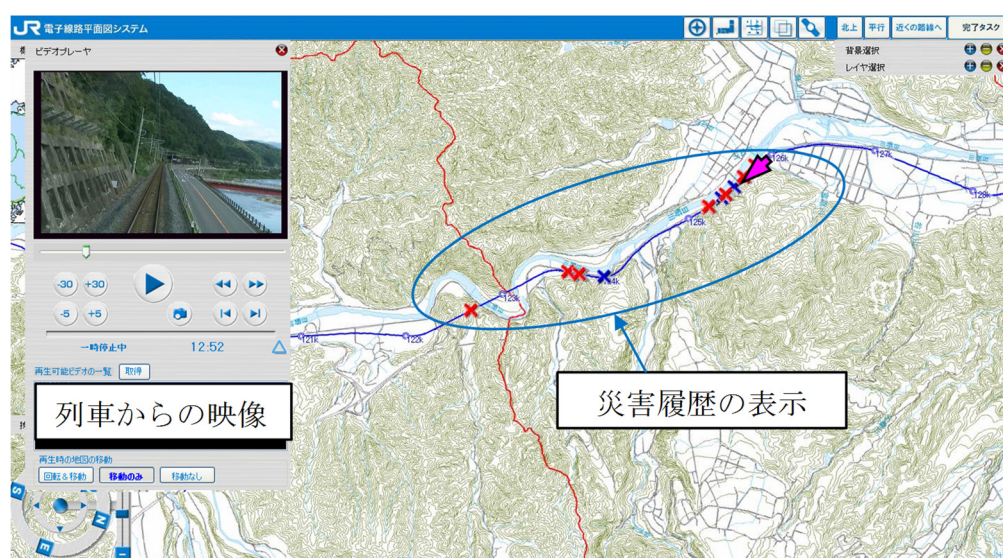 JR 電子線路平面図システム
北上 平行 近くの路線へ 完了タスク
背景選択
レイヤ選択
ビデオプレーヤ
-30 +30
-5 +5
一時停止中 12:52
再生可能ビデオの一覧 取得
列車からの映像
再生時の地図の移動
回転&移動 移動のみ 移動なし
S
N
E
災害履歴の表示
121k
122k
123k
124k
125k
126k
127k
128k